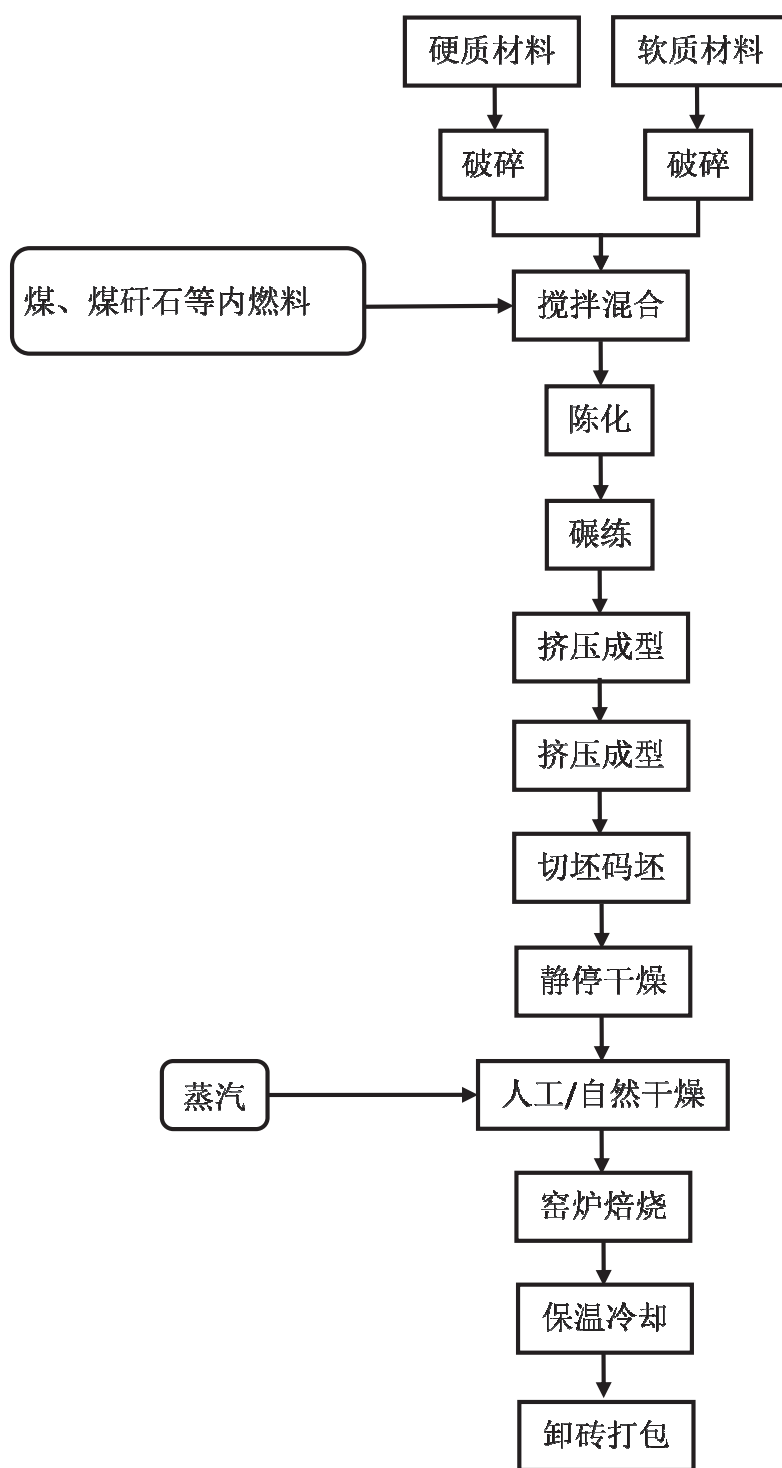 硬质材料
软质材料
破碎
破碎
煤、煤矸石等内燃料
搅拌混合
陈化
碾练
挤压成型
挤压成型
切坯码坯
静停干燥
蒸汽
人工/自然干燥
窑炉焙烧
保温冷却
卸砖打包